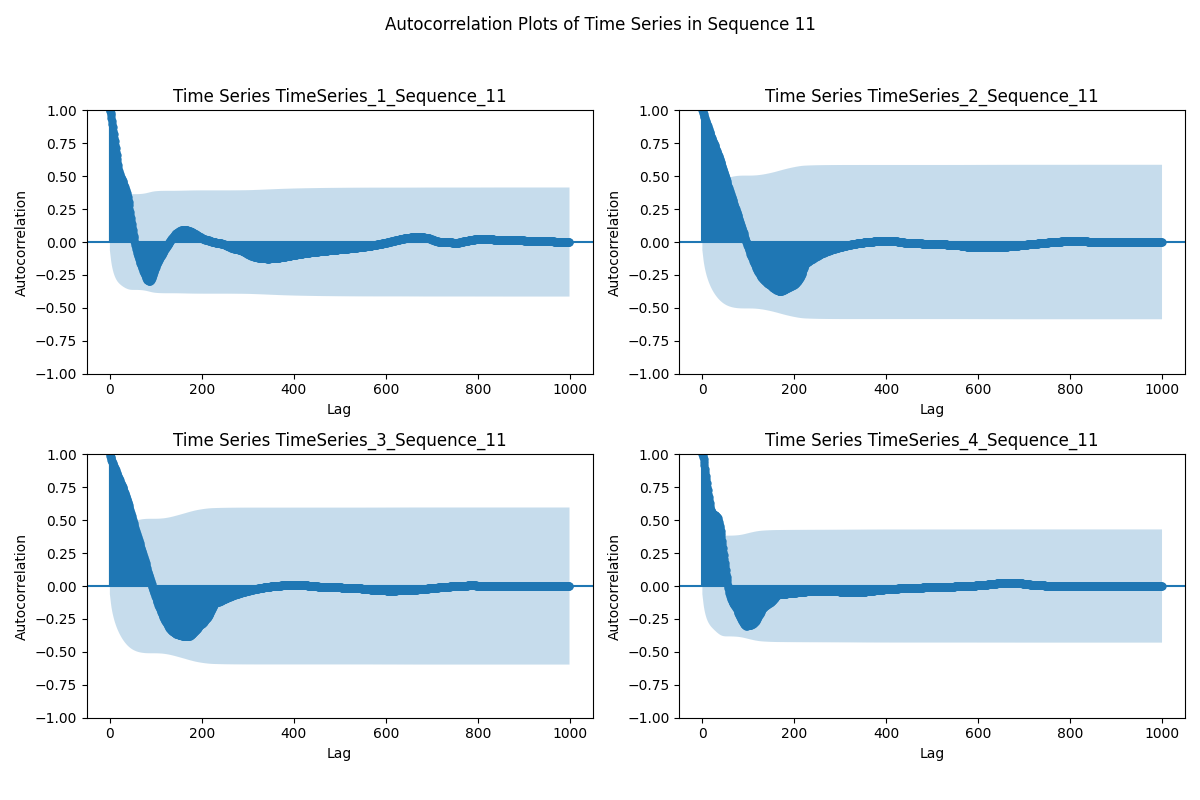 Autocorrelation Plots of Time Series in Sequence 11
Time Series TimeSeries_1_Sequence_11
1.00
0.75
0.50
0.25
0.00
−0.25
−0.50
−0.75
−1.00
Autocorrelation
0 200 400 600 800 1000
Lag
Time Series TimeSeries_2_Sequence_11
1.00
0.75
0.50
0.25
0.00
−0.25
−0.50
−0.75
−1.00
Autocorrelation
0 200 400 600 800 1000
Lag
Time Series TimeSeries_3_Sequence_11
1.00
0.75
0.50
0.25
0.00
−0.25
−0.50
−0.75
−1.00
Autocorrelation
0 200 400 600 800 1000
Lag
Time Series TimeSeries_4_Sequence_11
1.00
0.75
0.50
0.25
0.00
−0.25
−0.50
−0.75
−1.00
Autocorrelation
0 200 400 600 800 1000
Lag